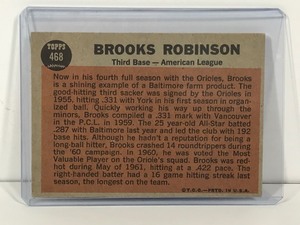 TOPPS
468
BROOKS ROBINSON
Third Base — American League
Now in his fourth full season with the Orioles, Brooks
is a shining example of a Baltimore farm product. The
good-hitting third sacker was signed by the Orioles in
1955, hitting .331 with York in his first season in organ-
ized ball. Quickly working his way up through the
minors, Brooks compiled a .331 mark with Vancouver
in the P.C.L. in 1959. The 25 year-old All-Star batted
.287 with Baltimore last year and led the club with 192
base hits. Although he hadn't a reputation for being a
long-ball hitter, Brooks crashed 14 roundtrippers during
the '60 campaign. In 1960, he was voted the Most
Valuable Player on the Oriole's squad. Brooks was red-
hot during May of 1961, hitting at a .422 pace. The
right-handed batter had a 16 game hitting streak last
season, the longest on the team.
©T.C.G.—PRTD. IN U.S.A.